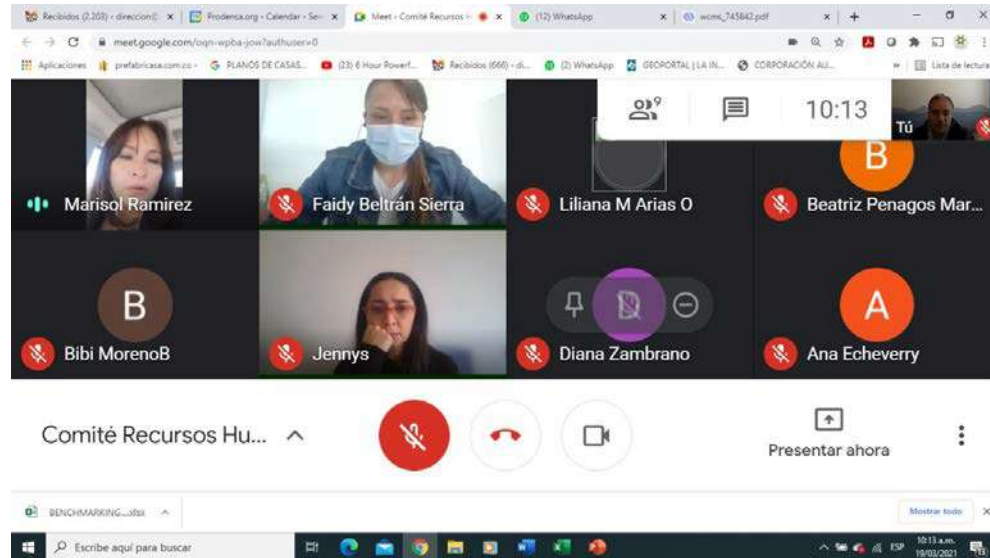 Recibidos (2.203) - direccion@
Prodenca.org - Calendar - Se
Meet - Comité Recursos H
(12) WhatsApp
wcms_745842.pdf
meet.google.com/oqn-wpba-jow?authuser=0
Aplicaciones
prefabricasa.com.co -
PLANOS DE CASAS...
(23) 6 Hour Powerf...
Recibidos (666) - di...
(2) WhatsApp
GEOPORTAL | LA IN...
CORPORACIÓN AU...
Lista de lectura
9
10:13
Tú
Marisol Ramirez
Faidy Beltrán Sierra
Liliana M Arias O
B
Beatriz Penagos Mar...
B
Bibi MorenoB
Jennys
D
Diana Zambrano
A
Ana Echeverry
Comité Recursos Hu...
Presentar ahora
BENCHMARKING....xlsx
Mostrar todo
Escribe aquí para buscar
ESP
10:13 a.m.
19/03/2021